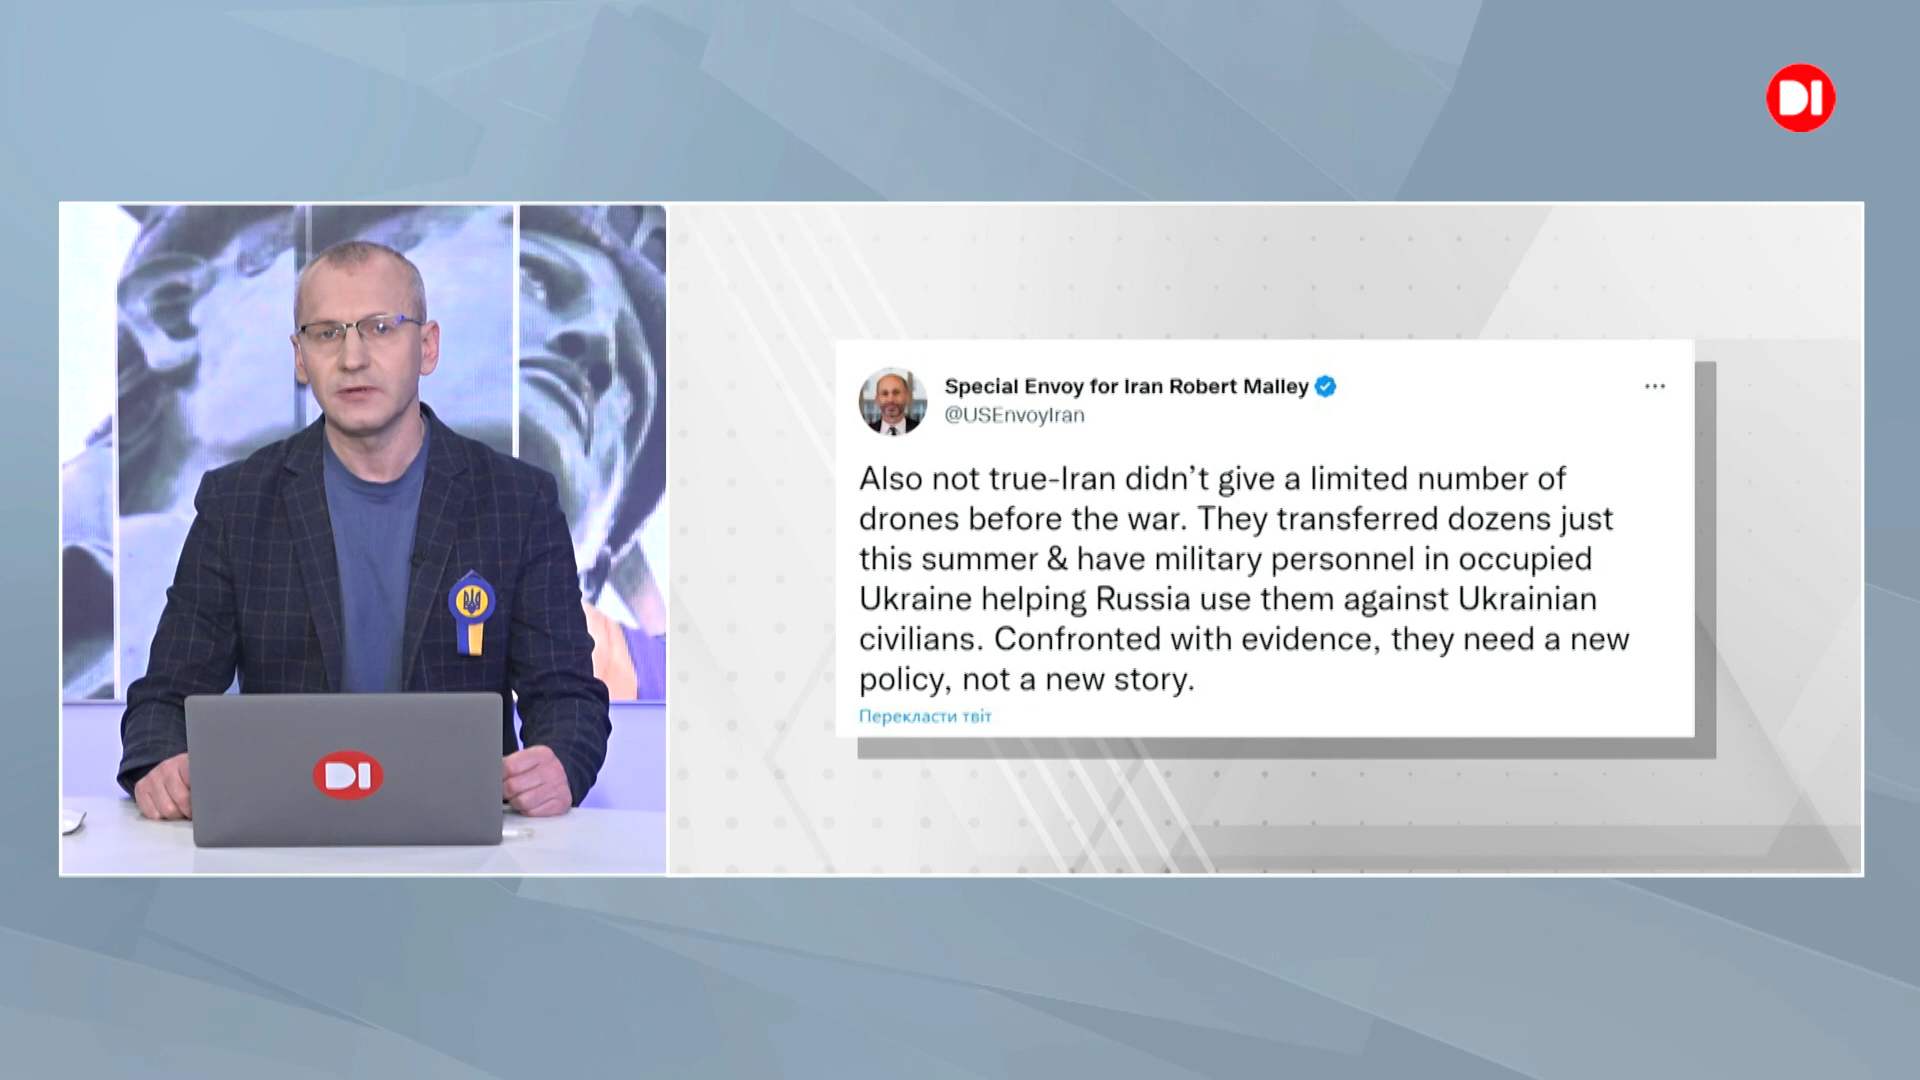 DI
Special Envoy for Iran Robert Malley
@USEnvoyIran
Also not true-Iran didn't give a limited number of
drones before the war. They transferred dozens just
this summer & have military personnel in occupied
Ukraine helping Russia use them against Ukrainian
civilians. Confronted with evidence, they need a new
policy, not a new story.
Перекласти твіт
DI